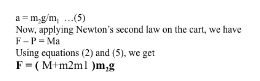 a = m₂g/m₁ …(5)
Now, applying Newton's second law on the cart, we have
F – P = Ma
Using equations (2) and (5), we get
F = ( M+m2m1 )m₂g